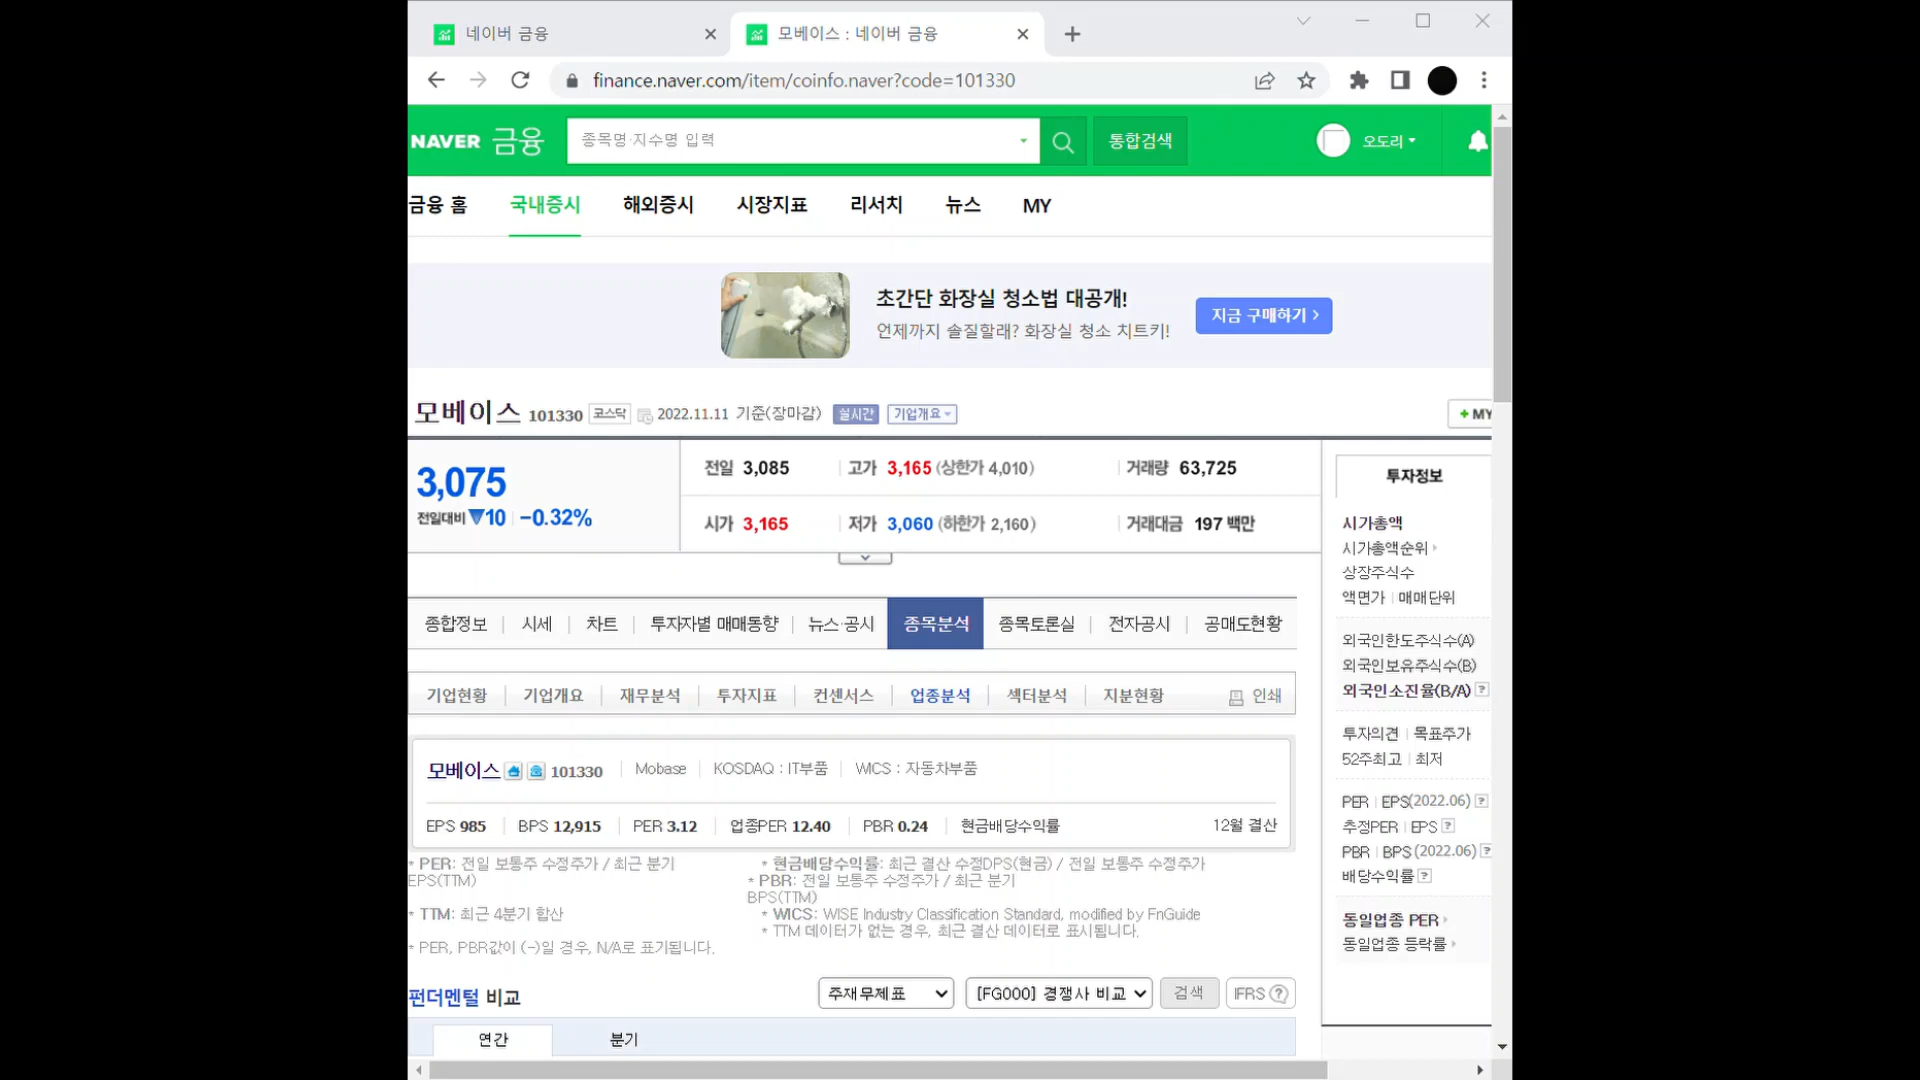 네이버 금융
모베이스 : 네이버 금융
finance.naver.com/item/coinfo.naver?code=101330
NAVER 금융
종목명·지수명 입력
통합검색
오도리
금융 홈 국내증시 해외증시 시장지표 리서치 뉴스 MY
초간단 화장실 청소법 대공개!
언제까지 솔질할래? 화장실 청소 치트키!
지금 구매하기 >
모베이스 101330 코스닥 2022.11.11 기준(장마감) 실시간 기업개요
+ MY
3,075
전일대비 ▼10 -0.32%
전일 3,085 고가 3,165 (상한가 4,010) 거래량 63,725
시가 3,165 저가 3,060 (하한가 2,160) 거래대금 197 백만
종합정보 시세 차트 투자자별 매매동향 뉴스·공시 종목분석 종목토론실 전자공시 공매도현황
기업현황 기업개요 재무분석 투자지표 컨센서스 업종분석 섹터분석 지분현황 인쇄
모베이스 101330 Mobase KOSDAQ : IT부품 WICS : 자동차부품
EPS 985 BPS 12,915 PER 3.12 업종PER 12.40 PBR 0.24 현금배당수익률 12월 결산
* PER: 전일 보통주 수정주가 / 최근 분기
EPS(TTM)
* TTM: 최근 4분기 합산
* PER, PBR값이 (-)일 경우, N/A로 표기됩니다.
* 현금배당수익률: 최근 결산 수정DPS(현금) / 전일 보통주 수정주가
* PBR: 전일 보통주 수정주가 / 최근 분기
BPS(TTM)
* WICS: WISE Industry Classification Standard, modified by FnGuide
* TTM 데이터가 없는 경우, 최근 결산 데이터로 표시됩니다.
펀더멘털 비교
주재무제표
[FG000] 경쟁사 비교
검색
IFRS ?
연간 분기
투자정보
시가총액
시가총액순위
상장주식수
액면가 매매단위
외국인한도주식수(A)
외국인보유주식수(B)
외국인소진율(B/A) ?
투자의견 목표주가
52주최고 최저
PER EPS(2022.06) ?
추정PER EPS ?
PBR BPS (2022.06) ?
배당수익률 ?
동일업종 PER
동일업종 등락률